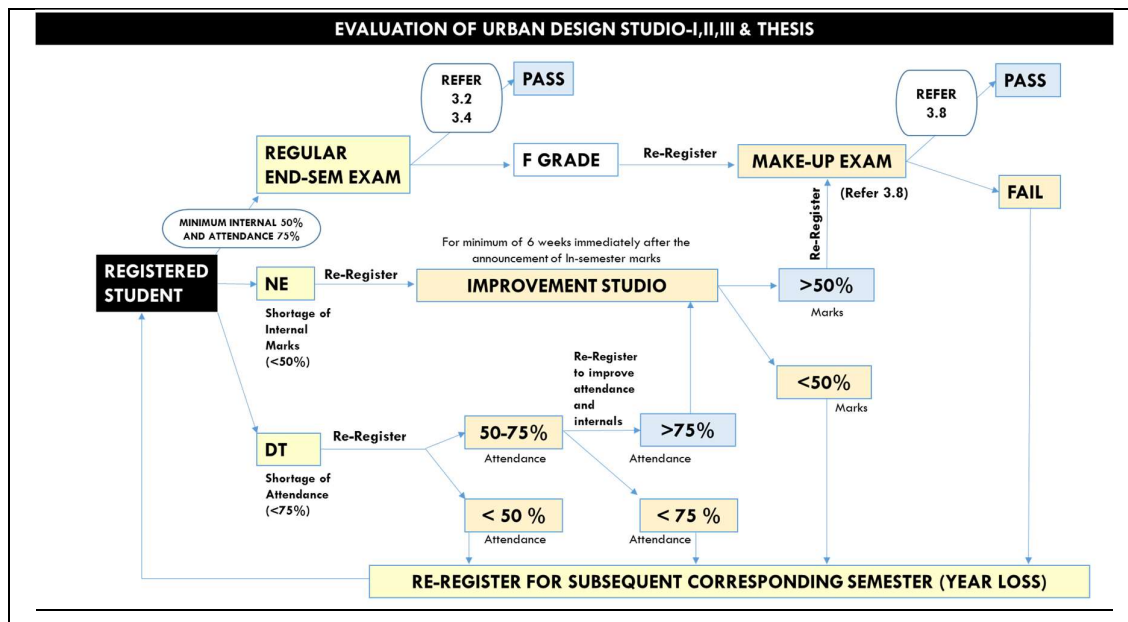 EVALUATION OF URBAN DESIGN STUDIO-I,II,III & THESIS
REFER
3.2
3.4
PASS
REFER
3.8
PASS
REGULAR
END-SEM EXAM
F GRADE
Re-Register
MAKE-UP EXAM
(Refer 3.8)
FAIL
MINIMUM INTERNAL 50%
AND ATTENDANCE 75%
Re-Register
REGISTERED
STUDENT
NE
Shortage of
Internal
Marks
(<50%)
Re-Register
For minimum of 6 weeks immediately after the
announcement of In-semester marks
IMPROVEMENT STUDIO
>50%
Marks
<50%
Marks
DT
Shortage of
Attendance
(<75%)
Re-Register
50-75%
Attendance
Re-Register
to improve
attendance
and
internals
>75%
Attendance
< 50 %
Attendance
< 75 %
Attendance
RE-REGISTER FOR SUBSEQUENT CORRESPONDING SEMESTER (YEAR LOSS)